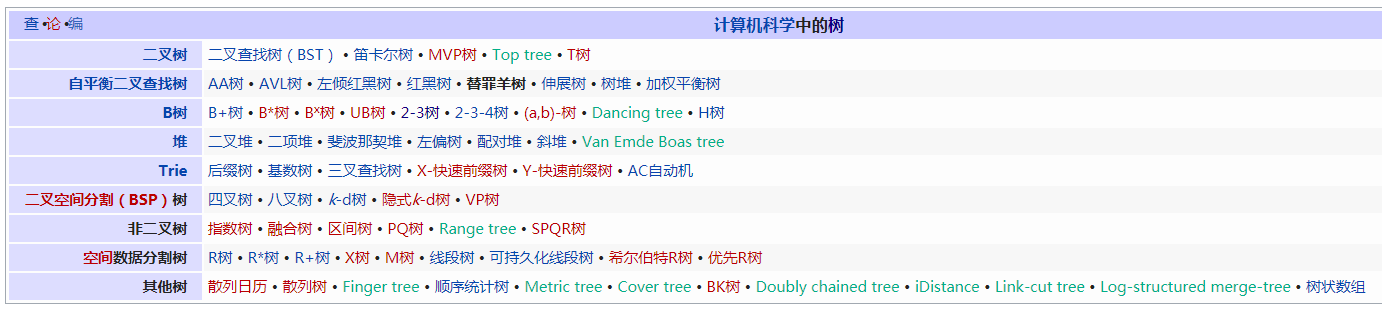 查 • 论 • 编 计算机科学中的树
二叉树 二叉查找树（BST） • 笛卡尔树 • MVP树 • Top tree • T树
自平衡二叉查找树 AA树 • AVL树 • 左倾红黑树 • 红黑树 • 替罪羊树 • 伸展树 • 树堆 • 加权平衡树
B树 B+树 • B*树 • Bˣ树 • UB树 • 2-3树 • 2-3-4树 • (a,b)-树 • Dancing tree • H树
堆 二叉堆 • 二项堆 • 斐波那契堆 • 左偏树 • 配对堆 • 斜堆 • Van Emde Boas tree
Trie 后缀树 • 基数树 • 三叉查找树 • X-快速前缀树 • Y-快速前缀树 • AC自动机
二叉空间分割（BSP）树 四叉树 • 八叉树 • k-d树 • 隐式k-d树 • VP树
非二叉树 指数树 • 融合树 • 区间树 • PQ树 • Range tree • SPQR树
空间数据分割树 R树 • R*树 • R+树 • X树 • M树 • 线段树 • 可持久化线段树 • 希尔伯特R树 • 优先R树
其他树 散列日历 • 散列树 • Finger tree • 顺序统计树 • Metric tree • Cover tree • BK树 • Doubly chained tree • iDistance • Link-cut tree • Log-structured merge-tree • 树状数组